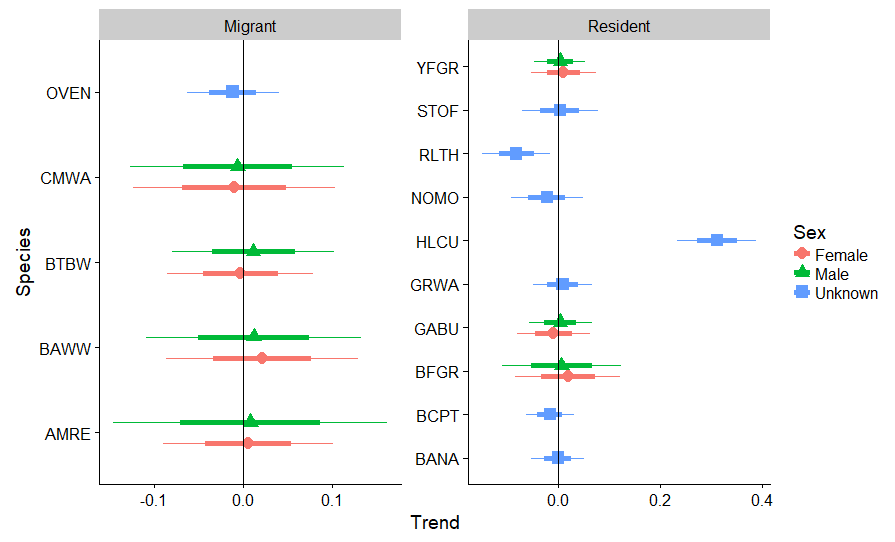 Migrant
Resident
Species
OVEN
CMWA
BTBW
BAWW
AMRE
-0.1
0.0
0.1
YFGR
STOF
RLTH
NOMO
HLCU
GRWA
GABU
BFGR
BCPT
BANA
0.0
0.2
0.4
Trend
Sex
Female
Male
Unknown